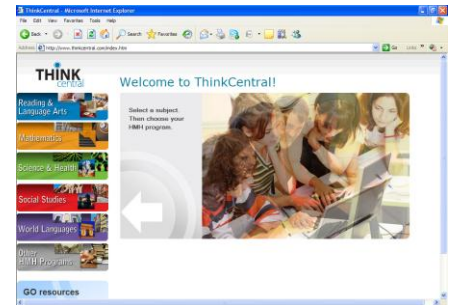 ThinkCentral - Microsoft Internet Explorer
File Edit View Favorites Tools Help
Back Search Favorites
Address http://www.thinkcentral.com/index.htm Go Links
THINK
central
Welcome to ThinkCentral!
Select a subject.
Then choose your
HMH program.
Reading &
Language Arts
Mathematics
Science & Health
Social Studies
World Languages
Other
HMH Programs
GO resources